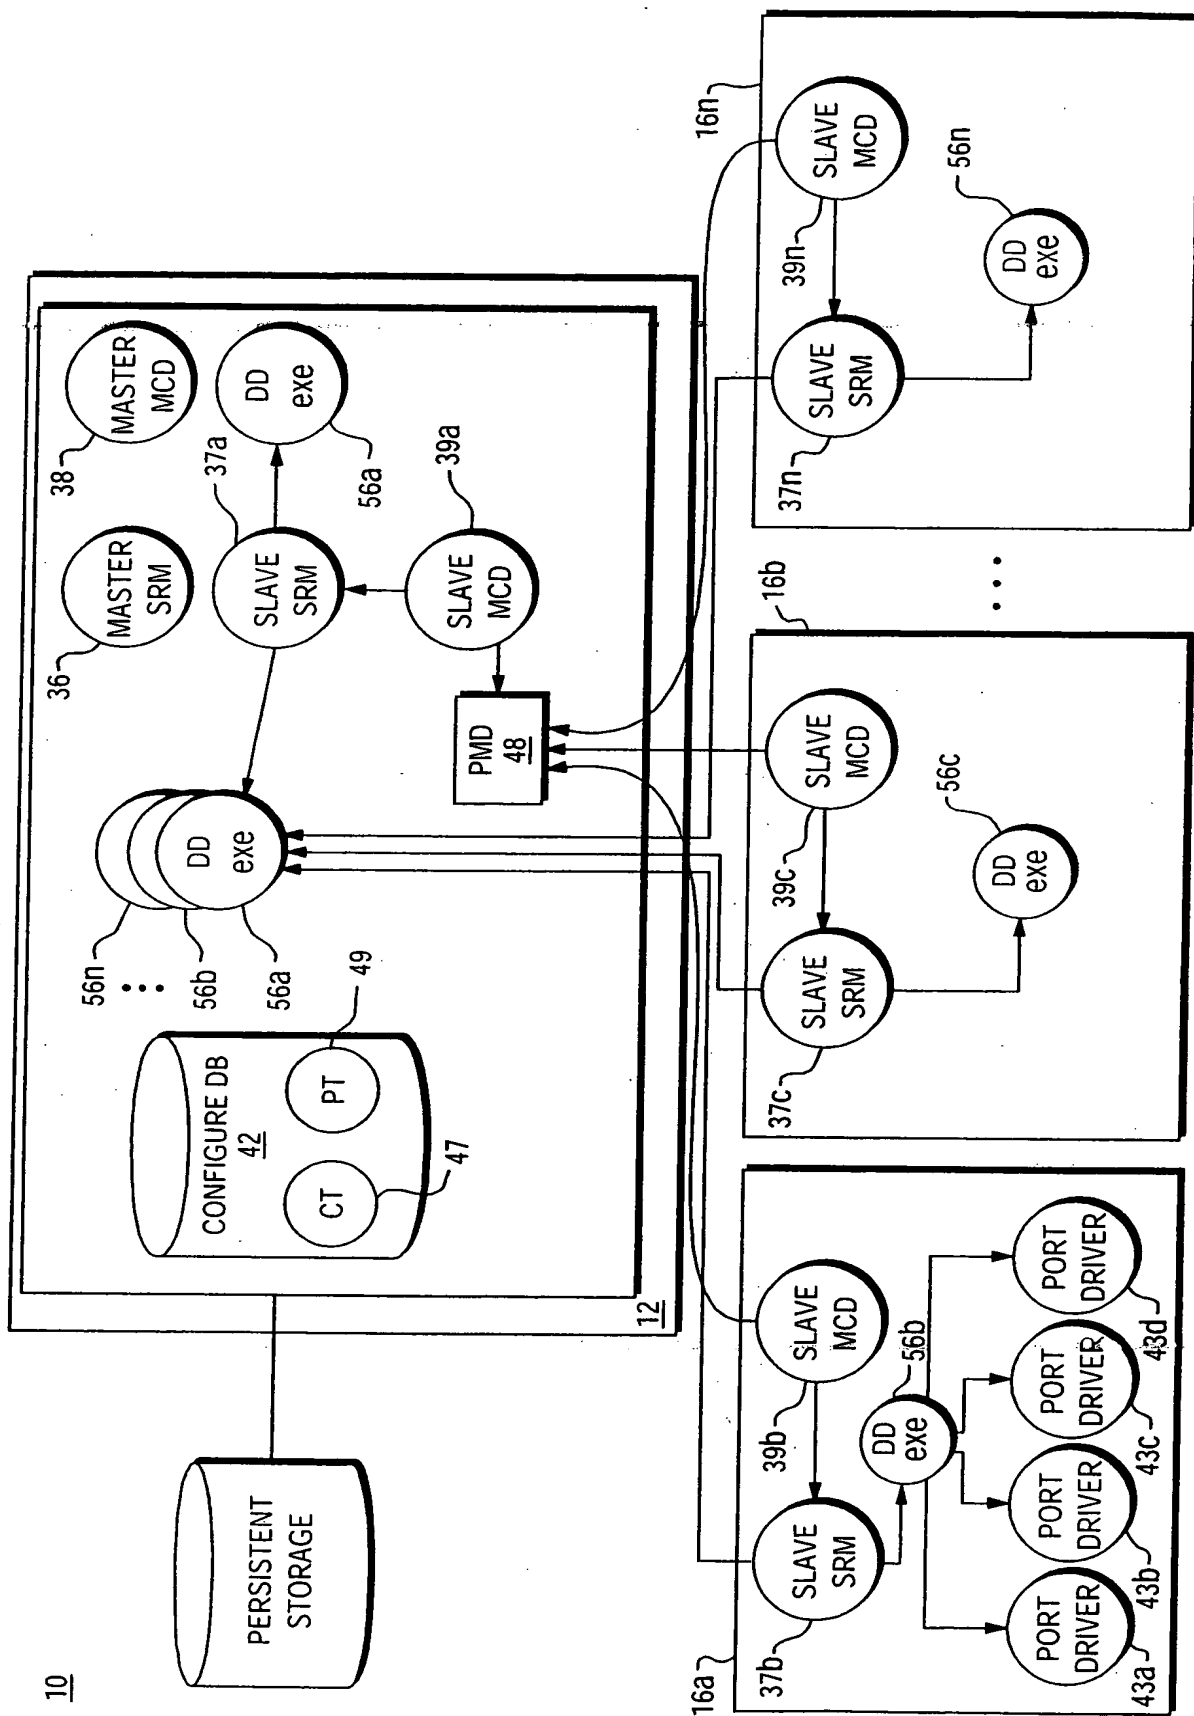 10
PERSISTENT
STORAGE
12
CONFIGURE DB
42
CT
47
PT
49
56n
56b
56a
DD
exe
36
MASTER
SRM
38
MASTER
MCD
37a
SLAVE
SRM
DD
exe
56a
39a
SLAVE
MCD
PMD
48
16a
37b
SLAVE
SRM
39b
SLAVE
MCD
56b
DD
exe
PORT
DRIVER
43a
PORT
DRIVER
43b
PORT
DRIVER
43c
PORT
DRIVER
43d
16b
37c
SLAVE
SRM
39c
SLAVE
MCD
56c
DD
exe
16n
37n
SLAVE
SRM
39n
SLAVE
MCD
56n
DD
exe